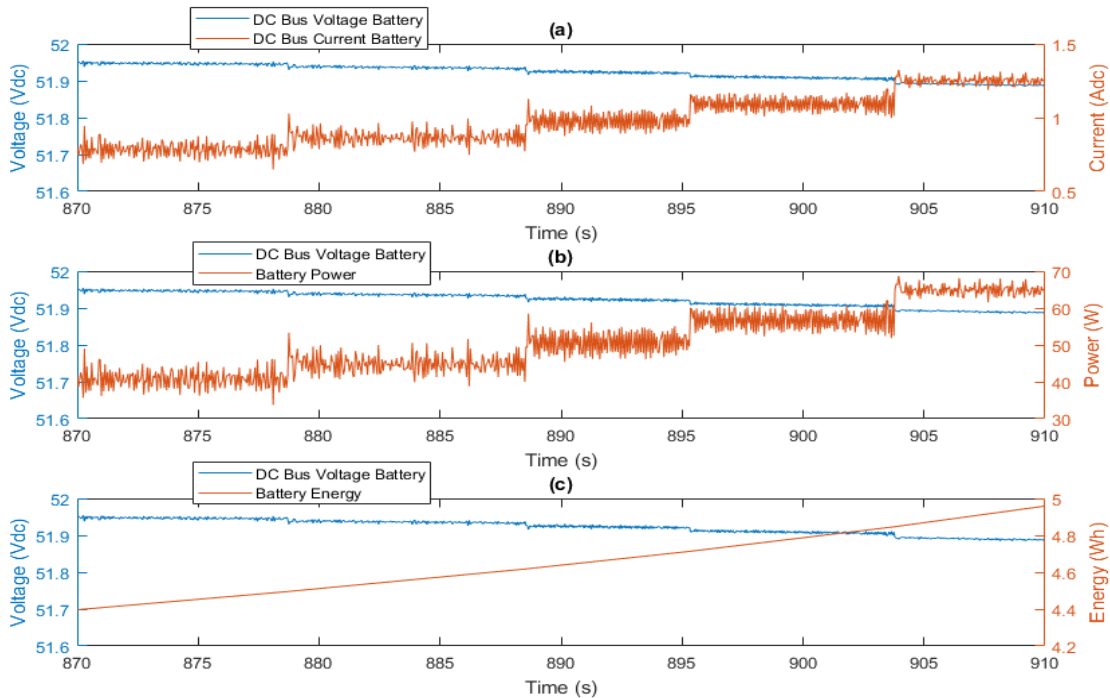 DC Bus Voltage Battery
DC Bus Current Battery
(a)
52
51.9
51.8
51.7
51.6
Voltage (Vdc)
1.5
1
0.5
Current (Adc)
870 875 880 885 890 895 900 905 910
Time (s)
DC Bus Voltage Battery
Battery Power
(b)
52
51.9
51.8
51.7
51.6
Voltage (Vdc)
70
60
50
40
30
Power (W)
870 875 880 885 890 895 900 905 910
Time (s)
DC Bus Voltage Battery
Battery Energy
(c)
52
51.9
51.8
51.7
51.6
Voltage (Vdc)
5
4.8
4.6
4.4
4.2
Energy (Wh)
870 875 880 885 890 895 900 905 910
Time (s)